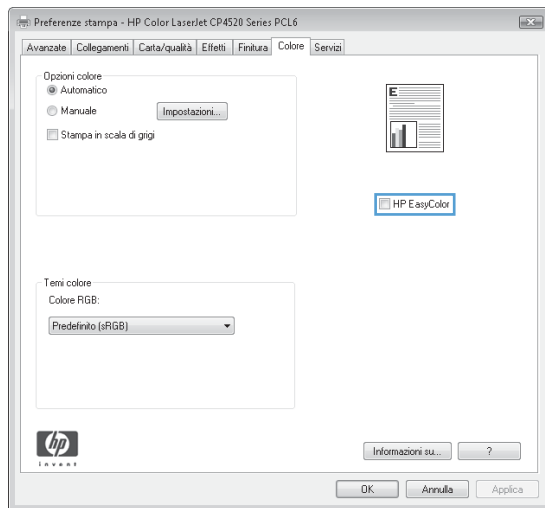 Preferenze stampa - HP Color LaserJet CP4520 Series PCL6
Avanzate Collegamenti Carta/qualità Effetti Finitura Colore Servizi
Opzioni colore
Automatico
Manuale Impostazioni...
Stampa in scala di grigi
E
HP EasyColor
Temi colore
Colore RGB:
Predefinito (sRGB)
hp
invent
Informazioni su... ?
OK Annulla Applica